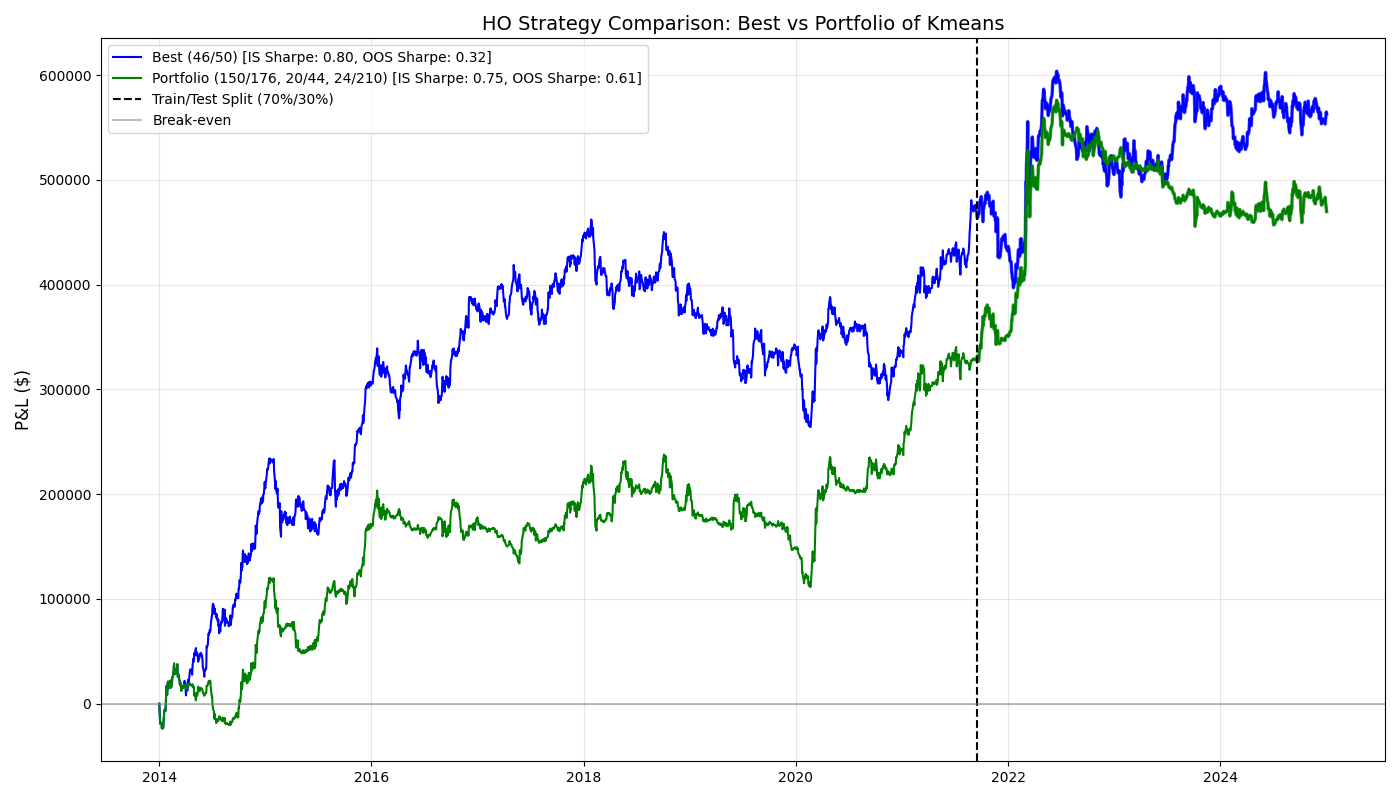 HO Strategy Comparison: Best vs Portfolio of Kmeans
Best (46/50) [IS Sharpe: 0.80, OOS Sharpe: 0.32]
Portfolio (150/176, 20/44, 24/210) [IS Sharpe: 0.75, OOS Sharpe: 0.61]
Train/Test Split (70%/30%)
Break-even
P&L ($)
600000
500000
400000
300000
200000
100000
0
2014 2016 2018 2020 2022 2024